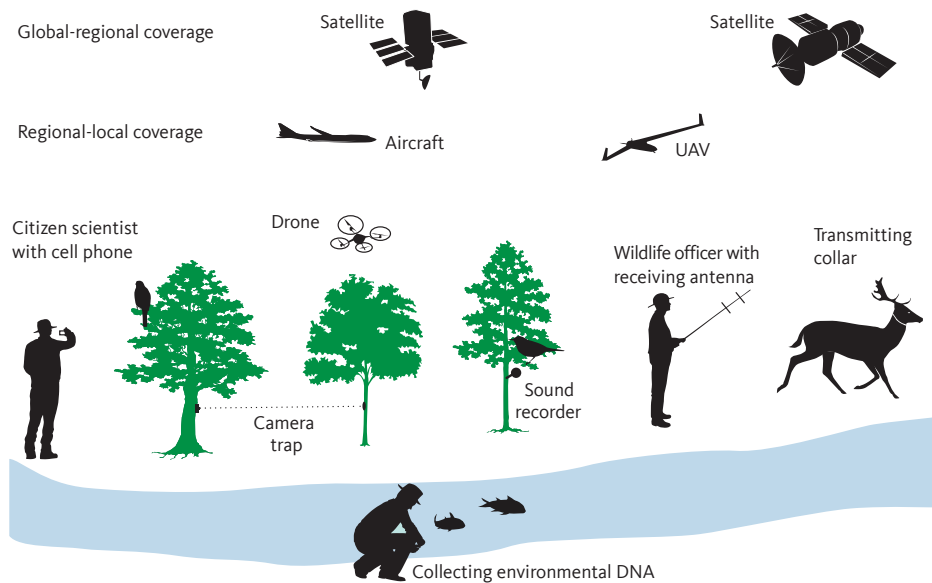 Global-regional coverage
Satellite
Satellite
Regional-local coverage
Aircraft
UAV
Citizen scientist
with cell phone
Drone
Wildlife officer with
receiving antenna
Transmitting
collar
Camera
trap
Sound
recorder
Collecting environmental DNA